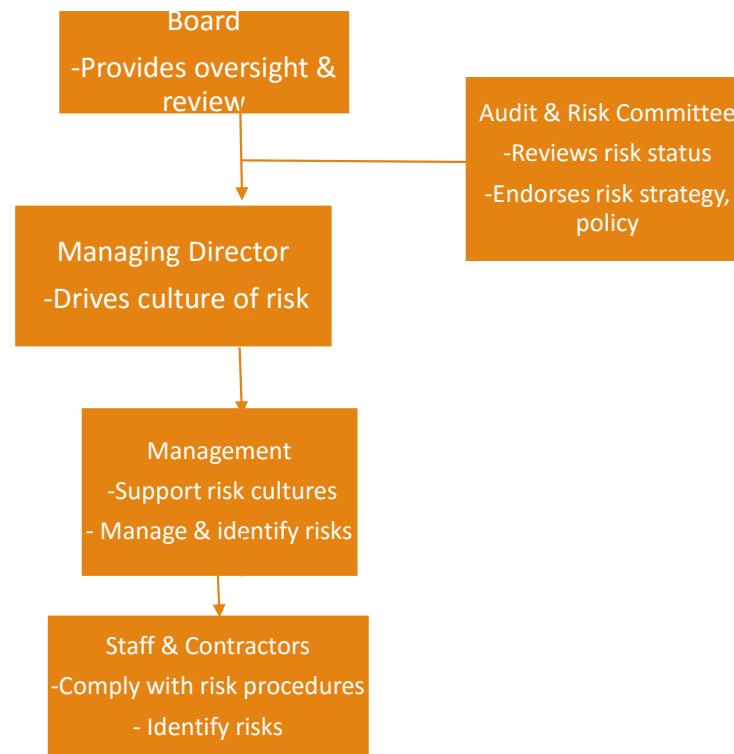 Board
-Provides oversight &
review
Audit & Risk Committee
-Reviews risk status
-Endorses risk strategy,
policy
Managing Director
-Drives culture of risk
Management
-Support risk cultures
- Manage & identify risks
Staff & Contractors
-Comply with risk procedures
- Identify risks